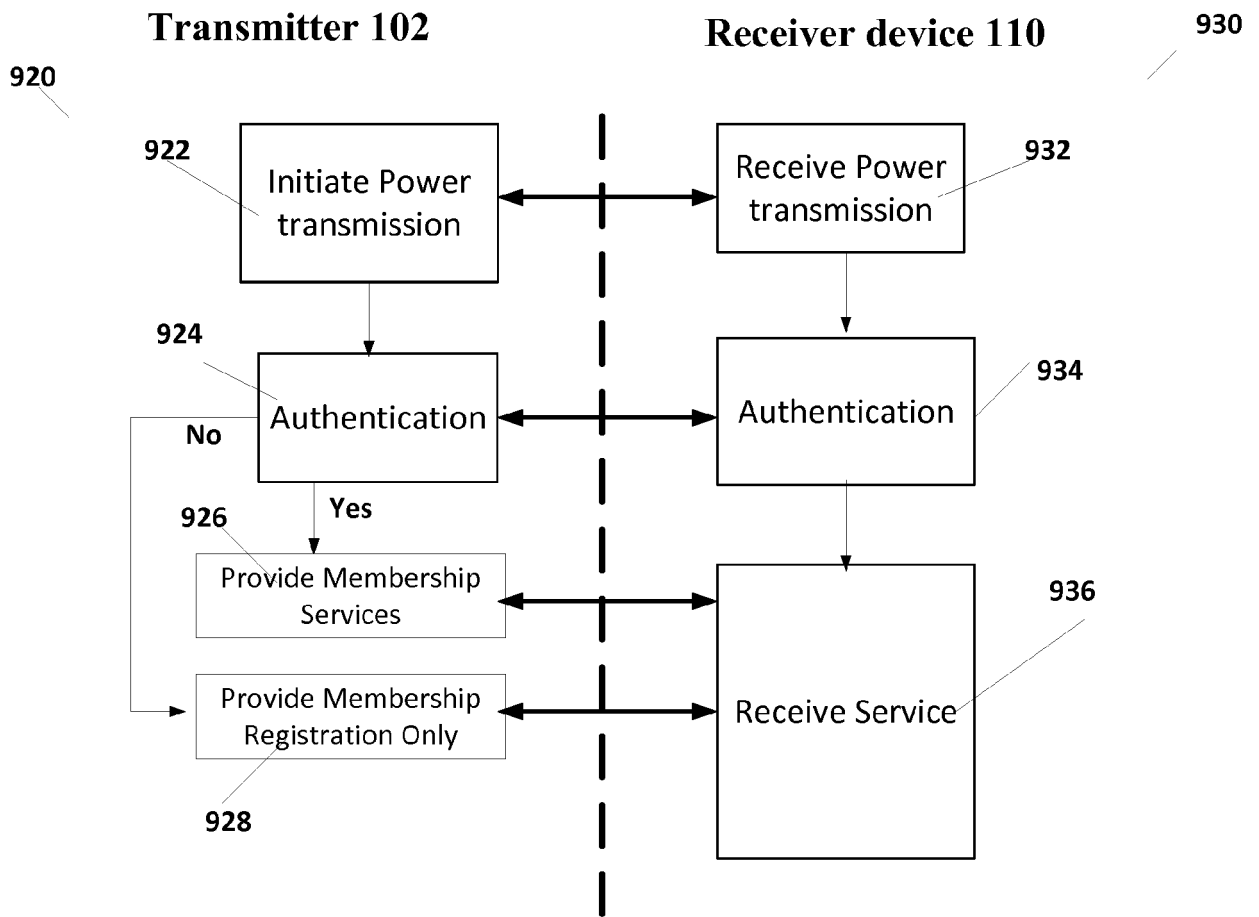 Transmitter 102
Receiver device 110
930
920
922
Initiate Power
transmission
Receive Power
transmission
932
924
Authentication
No
Yes
Authentication
934
926
Provide Membership
Services
936
Provide Membership
Registration Only
Receive Service
928